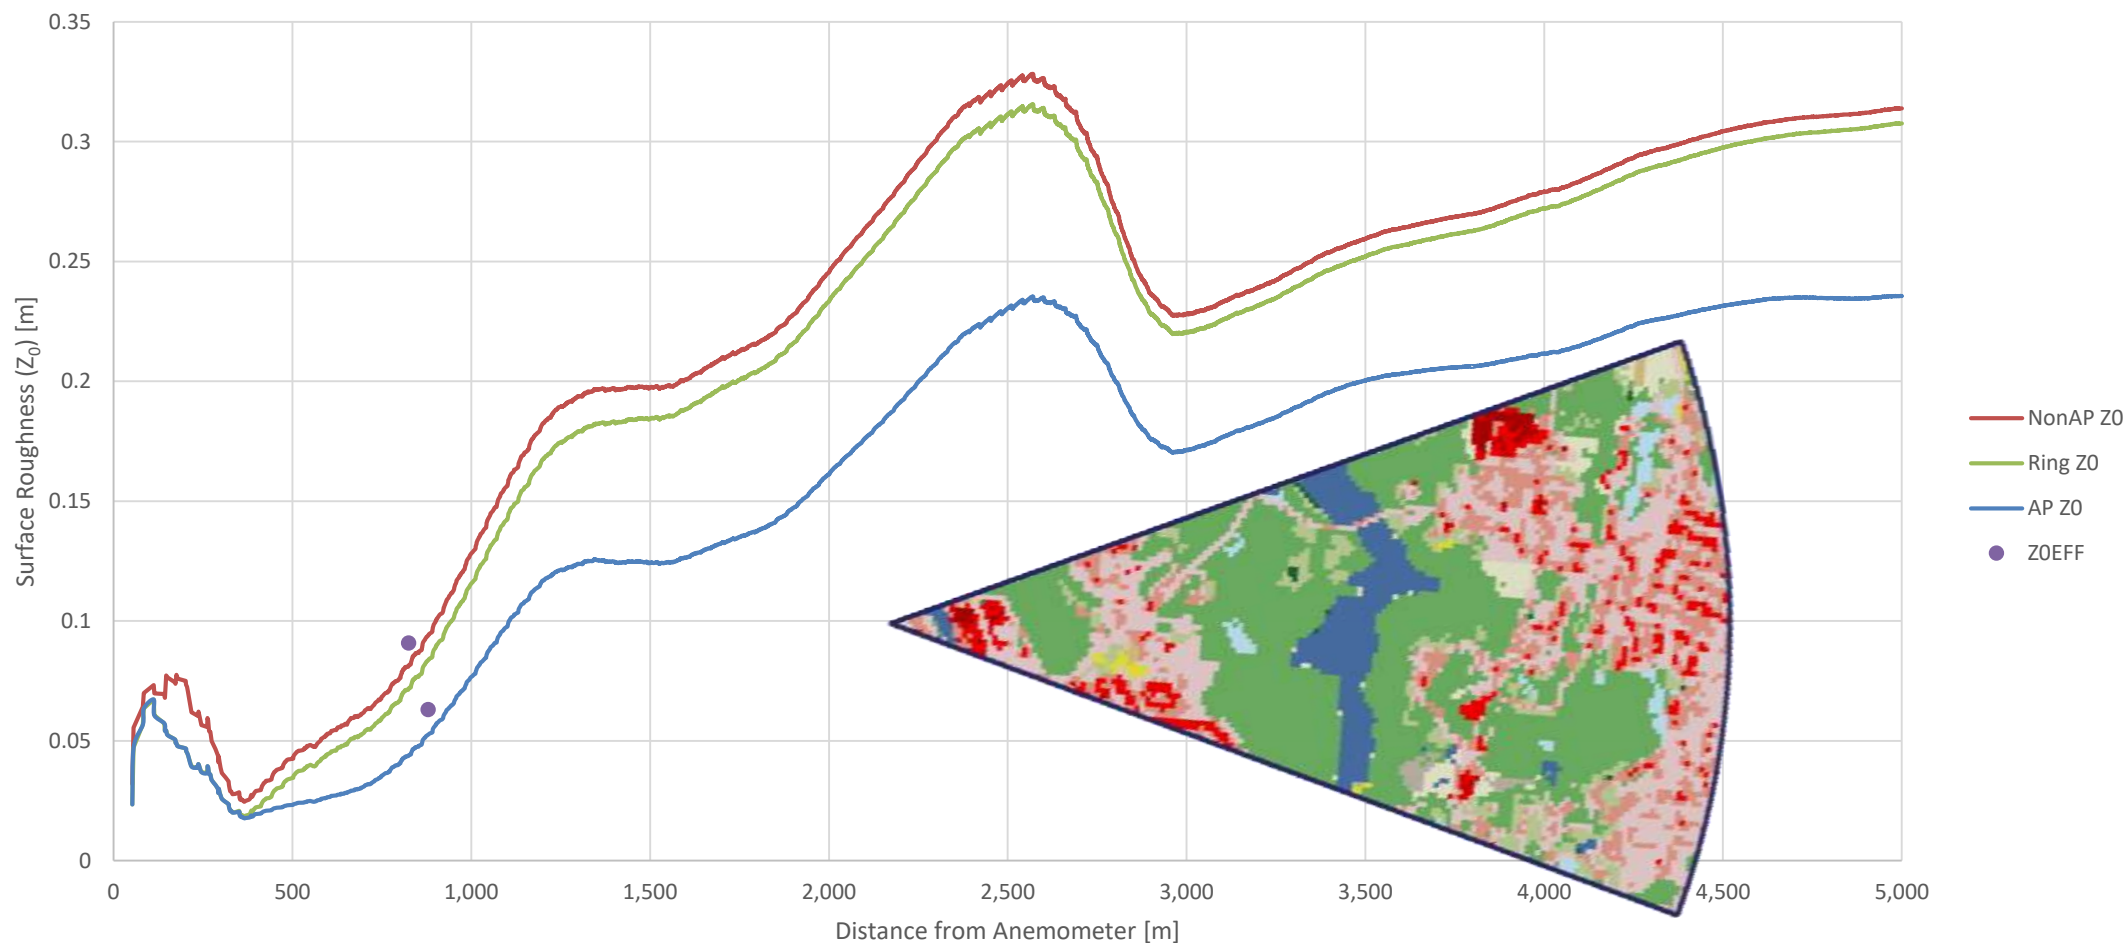 0.35
0.3
0.25
0.2
0.15
0.1
0.05
0
Surface Roughness (Z0) [m]
0 500 1,000 1,500 2,000 2,500 3,000 3,500 4,000 4,500 5,000
Distance from Anemometer [m]
NonAP Z0
Ring Z0
AP Z0
Z0EFF